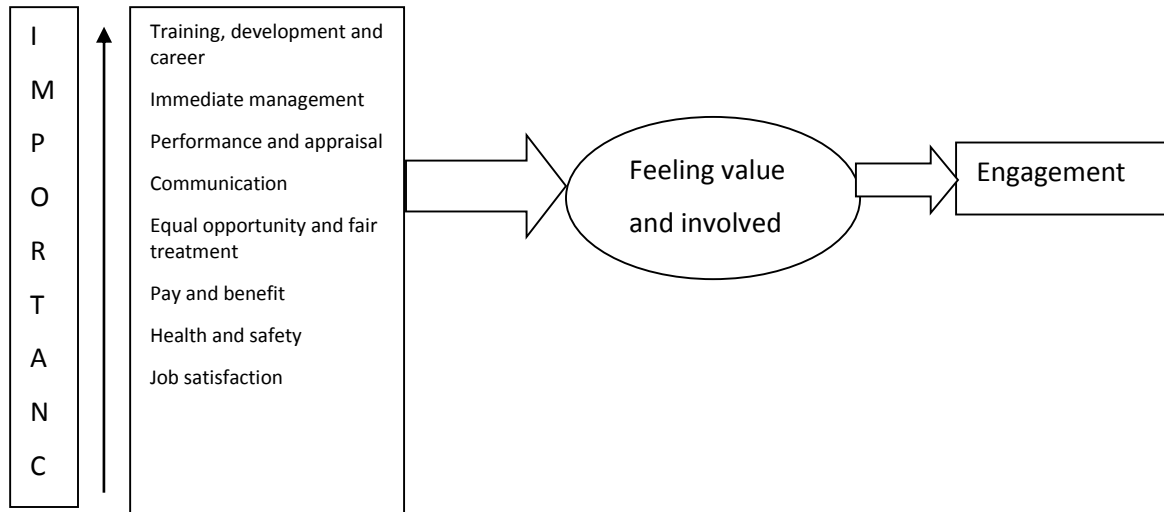 I
M
P
O
R
T
A
N
C
Training, development and
career
Immediate management
Performance and appraisal
Communication
Equal opportunity and fair
treatment
Pay and benefit
Health and safety
Job satisfaction
Feeling value
and involved
Engagement